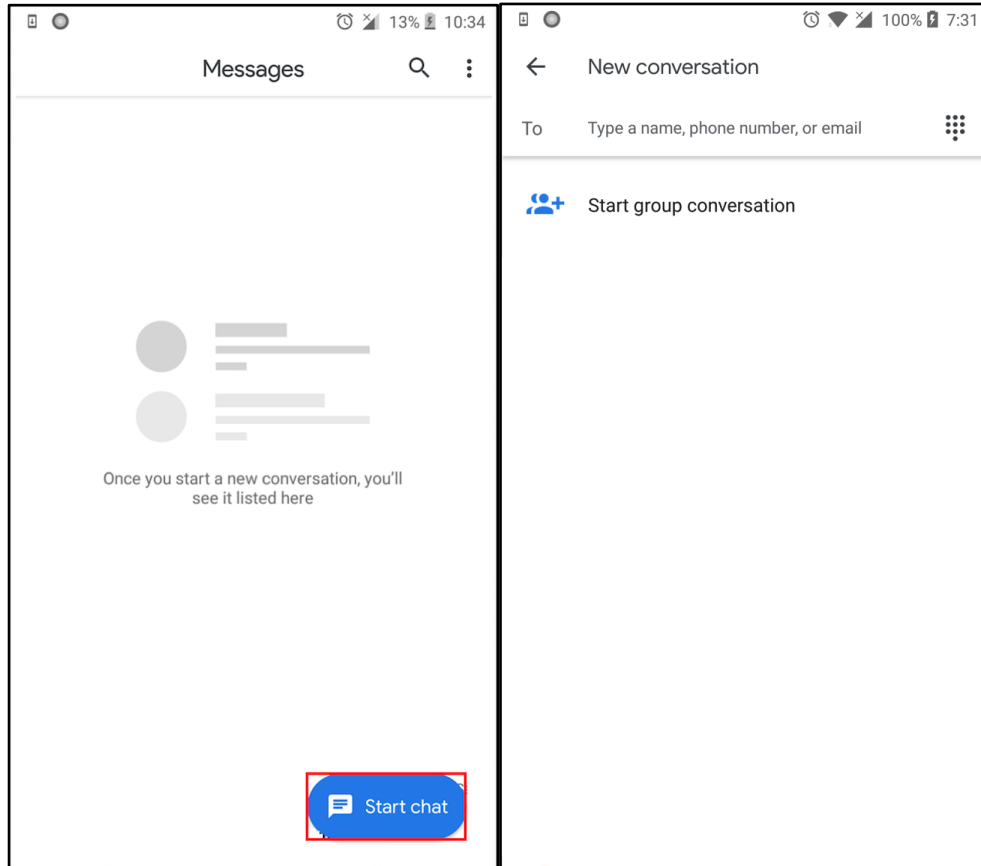 13% 10:34
Messages
Once you start a new conversation, you'll
see it listed here
Start chat
100% 7:31
New conversation
To Type a name, phone number, or email
Start group conversation